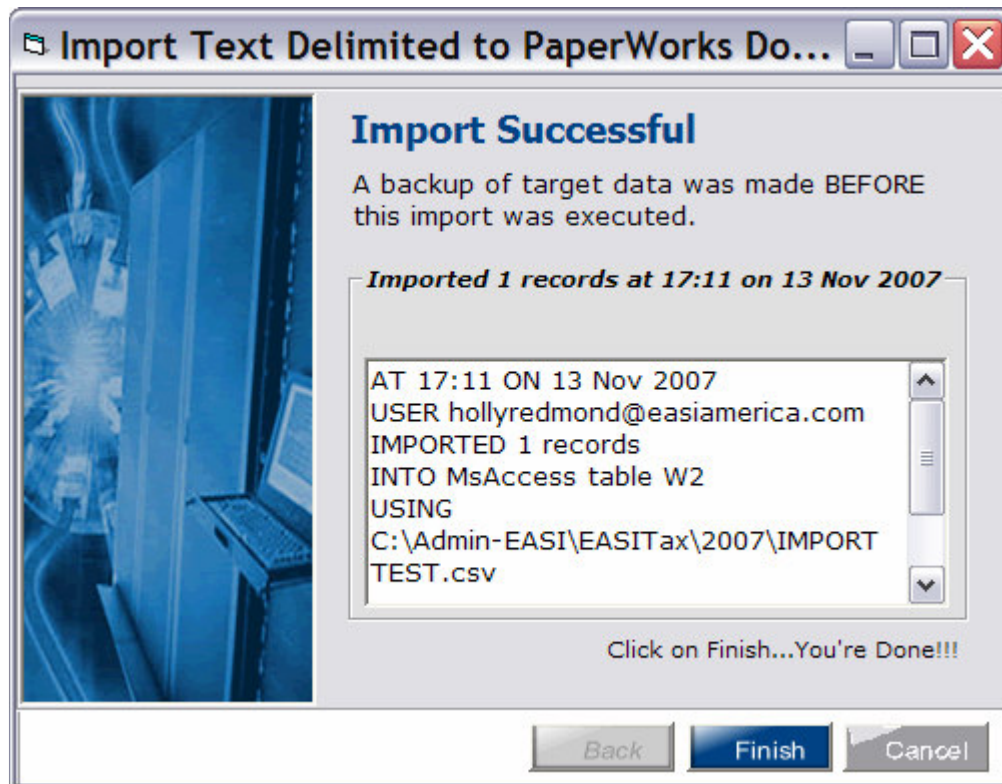 Import Text Delimited to PaperWorks Do...
Import Successful
A backup of target data was made BEFORE
this import was executed.
Imported 1 records at 17:11 on 13 Nov 2007
AT 17:11 ON 13 Nov 2007
USER hollyredmond@easiamerica.com
IMPORTED 1 records
INTO MsAccess table W2
USING
C:\Admin-EASI\EASITax\2007\IMPORT
TEST.csv
Click on Finish...You're Done!!!
Back
Finish
Cancel